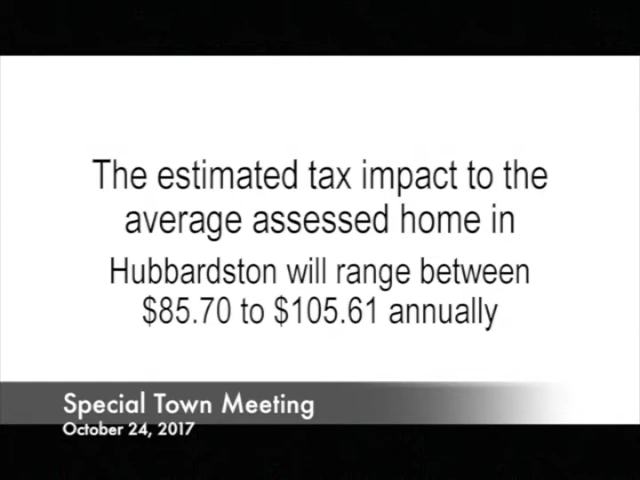 The estimated tax impact to the
average assessed home in
Hubbardston will range between
$85.70 to $105.61 annually
Special Town Meeting
October 24, 2017